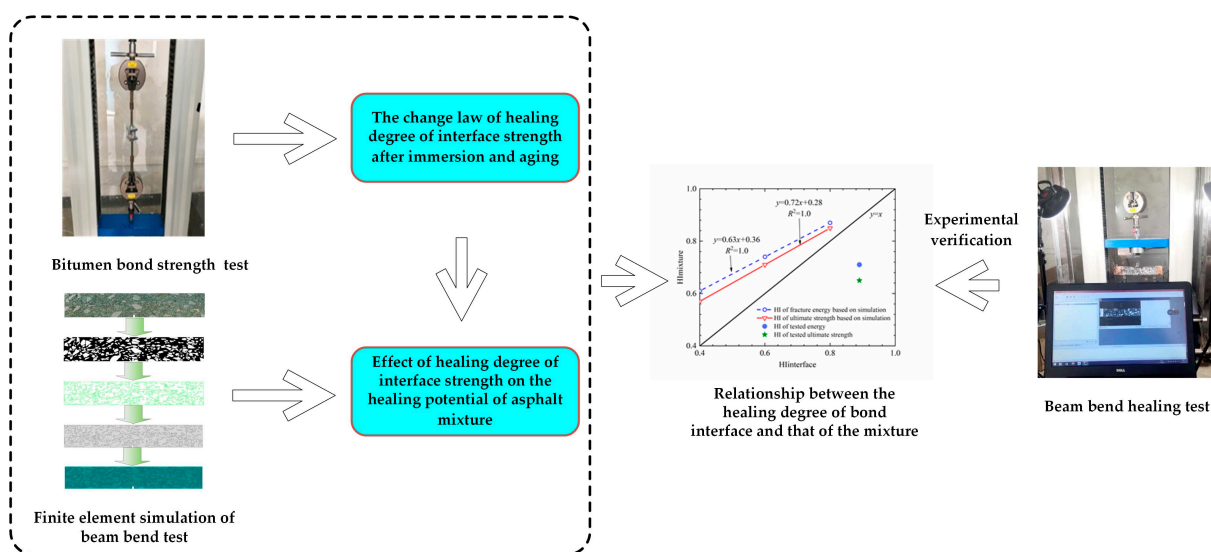 Bitumen bond strength test
The change law of healing
degree of interface strength
after immersion and aging
Finite element simulation of
beam bend test
Effect of healing degree of
interface strength on the
healing potential of asphalt
mixture
1.0
0.8
0.6
0.4
0.4
0.6
0.8
1.0
HImixture
HIinterface
y=0.72x+0.28
R²=1.0
y=x
y=0.63x+0.36
R²=1.0
HI of fracture energy based on simulation
HI of ultimate strength based on simulation
HI of tested energy
HI of tested ultimate strength
Relationship between the
healing degree of bond
interface and that of the mixture
Experimental
verification
DELL
Beam bend healing test